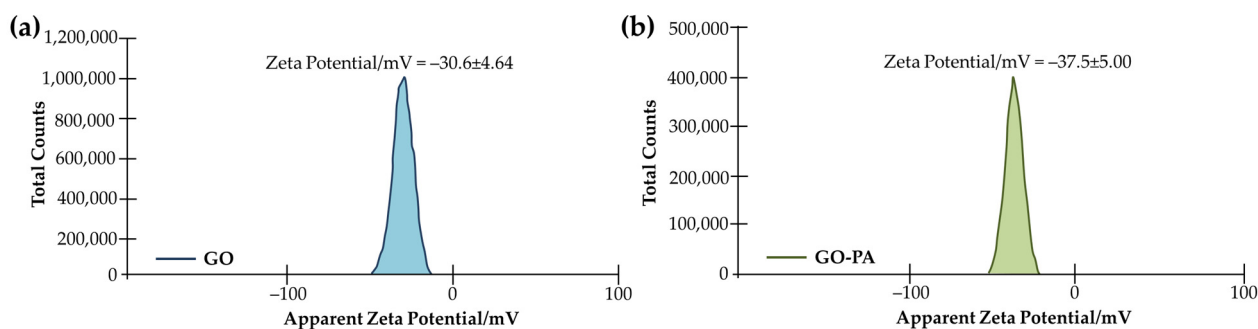 (a)
1,200,000
1,000,000
800,000
600,000
400,000
200,000
0
Total Counts
Zeta Potential/mV = –30.6±4.64
GO
–100
0
100
Apparent Zeta Potential/mV
(b)
500,000
400,000
300,000
200,000
100,000
0
Total Counts
Zeta Potential/mV = –37.5±5.00
GO-PA
–100
0
100
Apparent Zeta Potential/mV